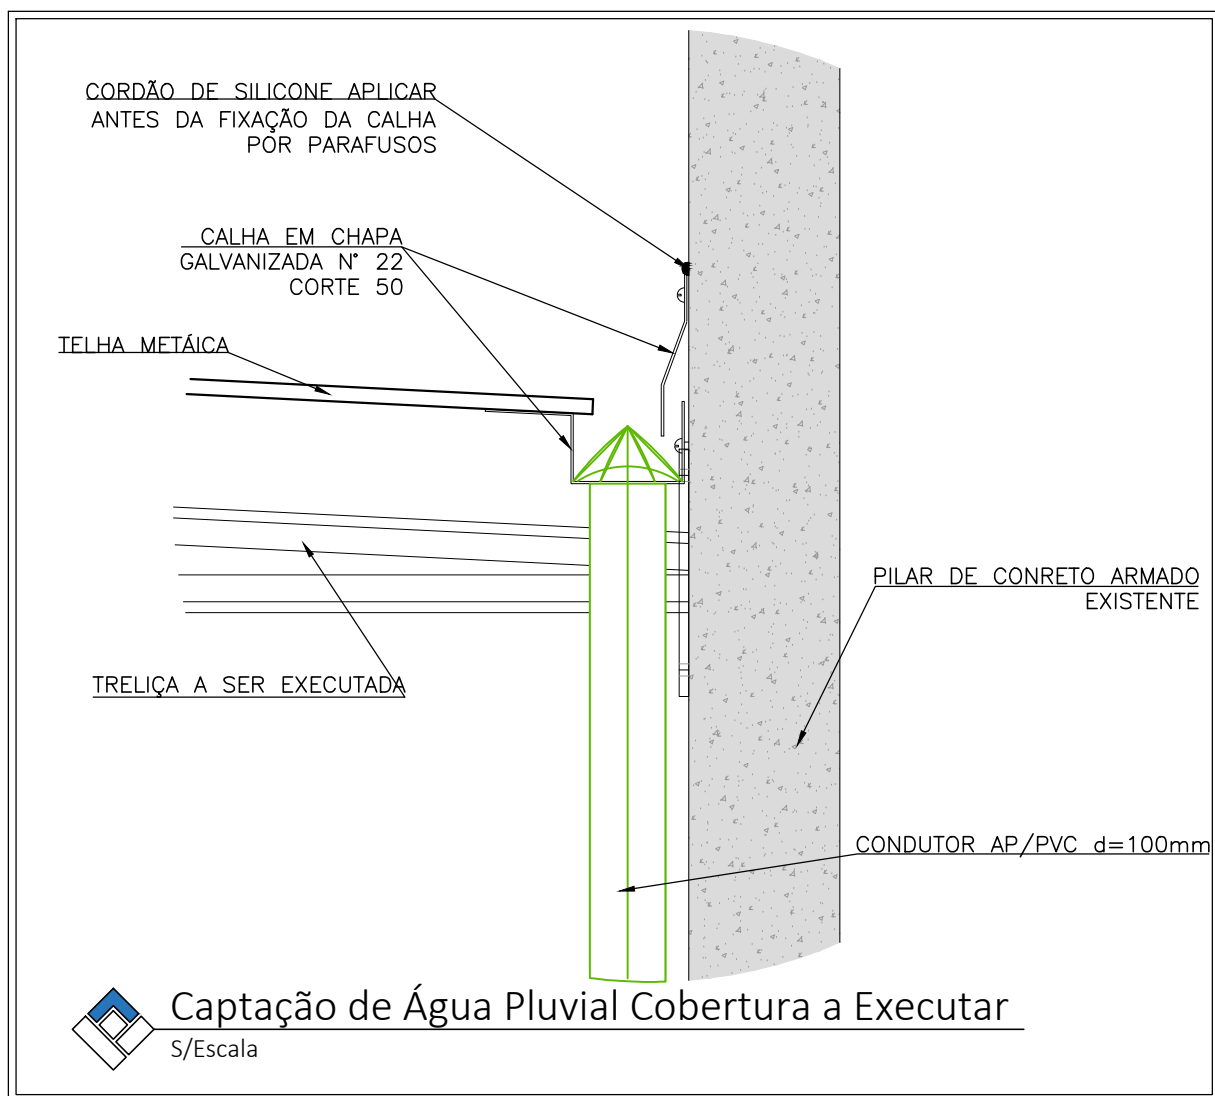 CORDÃO DE SILICONE APLICAR
ANTES DA FIXAÇÃO DA CALHA
POR PARAFUSOS
CALHA EM CHAPA
GALVANIZADA N° 22
CORTE 50
TELHA METÁICA
PILAR DE CONRETO ARMADO
EXISTENTE
TRELIÇA A SER EXECUTADA
CONDUTOR AP/PVC d=100mm
Captação de Água Pluvial Cobertura a Executar
S/Escala